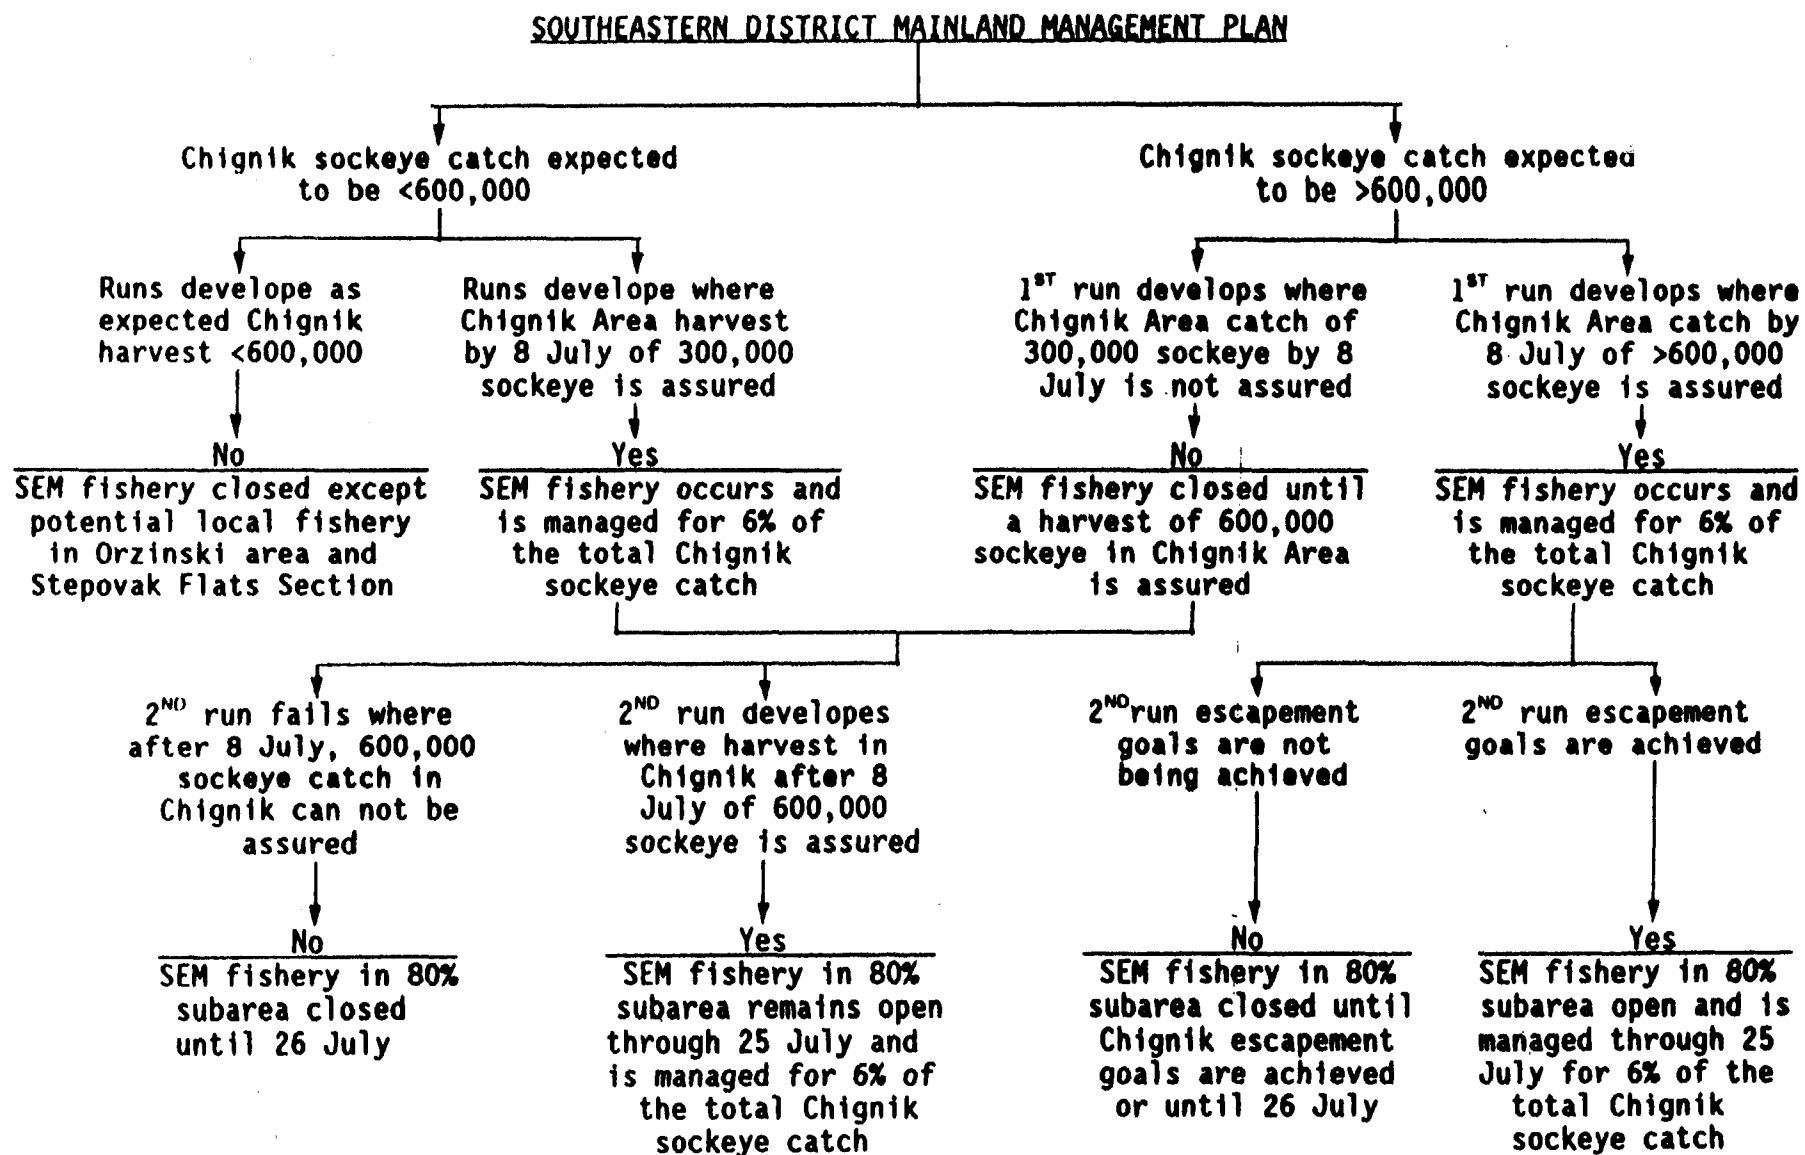 SOUTHEASTERN DISTRICT MAINLAND MANAGEMENT PLAN
Chignik sockeye catch expected
to be <600,000
Chignik sockeye catch expected
to be >600,000
Runs develope as
expected Chignik
harvest <600,000
Runs develope where
Chignik Area harvest
by 8 July of 300,000
sockeye is assured
1ST run develops where
Chignik Area catch of
300,000 sockeye by 8
July is not assured
1ST run develops where
Chignik Area catch by
8 July of >600,000
sockeye is assured
No
SEM fishery closed except
potential local fishery
in Orzinski area and
Stepovak Flats Section
Yes
SEM fishery occurs and
is managed for 6% of
the total Chignik
sockeye catch
No
SEM fishery closed until
a harvest of 600,000
sockeye in Chignik Area
is assured
Yes
SEM fishery occurs and
is managed for 6% of
the total Chignik
sockeye catch
2ND run fails where
after 8 July, 600,000
sockeye catch in
Chignik can not be
assured
2ND run developes
where harvest in
Chignik after 8
July of 600,000
sockeye is assured
2ND run escapement
goals are not
being achieved
2ND run escapement
goals are achieved
No
SEM fishery in 80%
subarea closed
until 26 July
Yes
SEM fishery in 80%
subarea remains open
through 25 July and
is managed for 6% of
the total Chignik
sockeye catch
No
SEM fishery in 80%
subarea closed until
Chignik escapement
goals are achieved
or until 26 July
Yes
SEM fishery in 80%
subarea open and is
managed through 25
July for 6% of the
total Chignik
sockeye catch